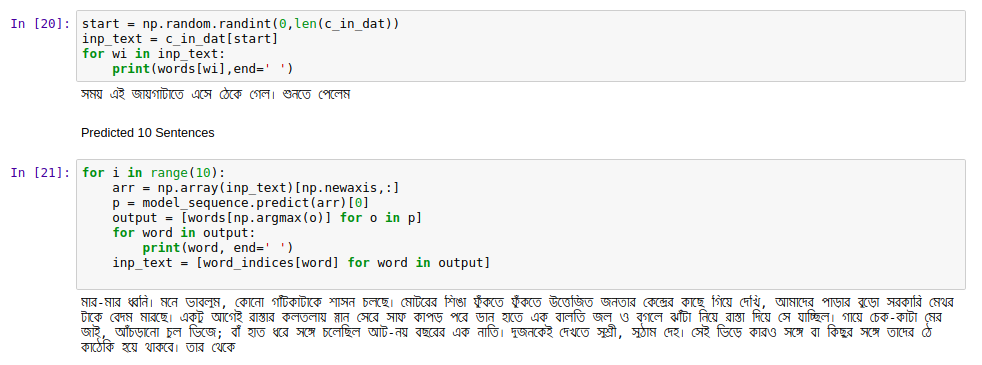 In [20]: start = np.random.randint(0,len(c_in_dat))
inp_text = c_in_dat[start]
for wi in inp_text:
    print(words[wi],end=' ')
সময় এই জায়গাটাতে এসে ঠেকে গেল। শুনতে পেলেম
Predicted 10 Sentences
In [21]: for i in range(10):
    arr = np.array(inp_text)[np.newaxis,:]
    p = model_sequence.predict(arr)[0]
    output = [words[np.argmax(o)] for o in p]
    for word in output:
        print(word, end=' ')
    inp_text = [word_indices[word] for word in output]
মার-মার ধ্বনি। মনে ভাবলুম, কোনো গাঁটকাটাকে শাসন চলছে। মোটরের শিঙা ফুঁকতে ফুঁকতে উত্তেজিত জনতার কেন্দ্রের কাছে গিয়ে দেখি, আমাদের পাড়ার বুড়ো সরকারি মেথর
টাকে বেদম মারছে। একটু আগেই রাস্তার কলতলায় স্নান সেরে সাফ কাপড় পরে ডান হাতে এক বালতি জল ও বগলে ঝাঁটা নিয়ে রাস্তা দিয়ে সে যাচ্ছিল। গায়ে চেক-কাটা মের
জাই, আঁচড়ানো চুল ভিজে; বাঁ হাত ধরে সঙ্গে চলেছিল আট-নয় বছরের এক নাতি। দুজনকেই দেখতে সুশ্রী, সুঠাম দেহ। সেই ভিড়ে কারও সঙ্গে বা কিছুর সঙ্গে তাদের ঠে
কাঠেকি হয়ে থাকবে। তার থেকে